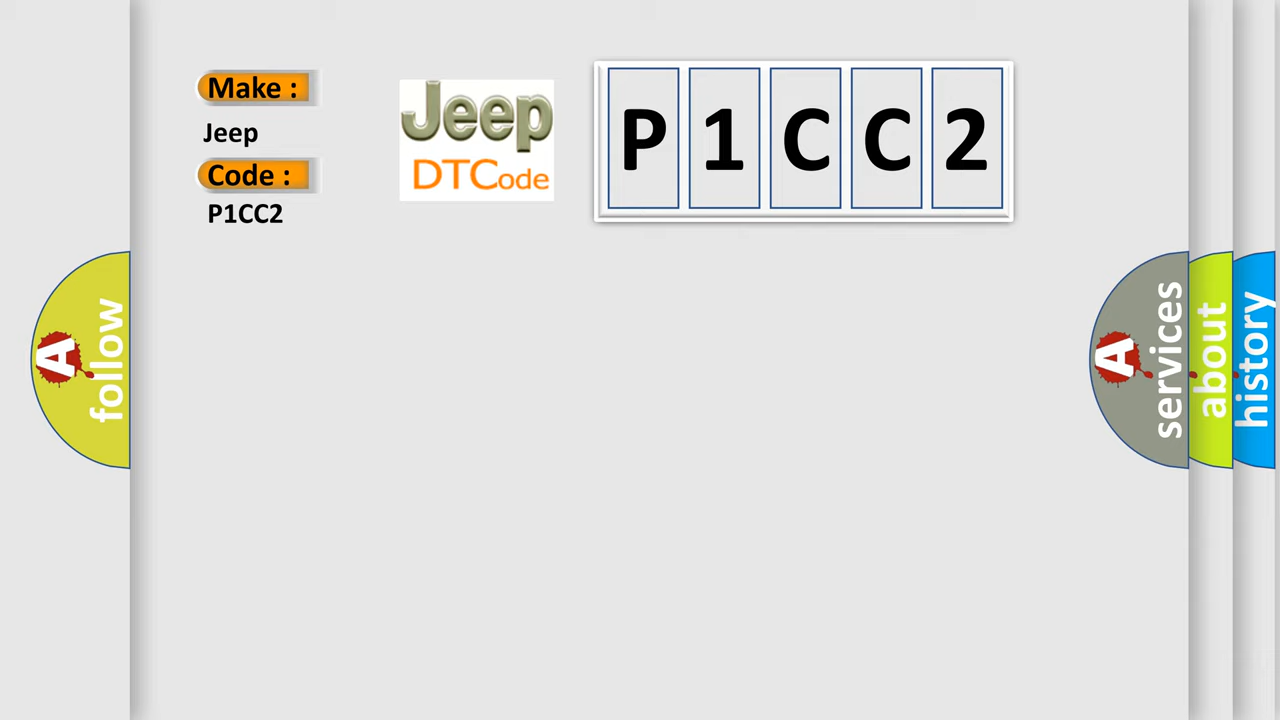 Make :
Jeep
Code :
P1CC2
Jeep
DTCode
P 1 C C 2
A follow
A services
about
history